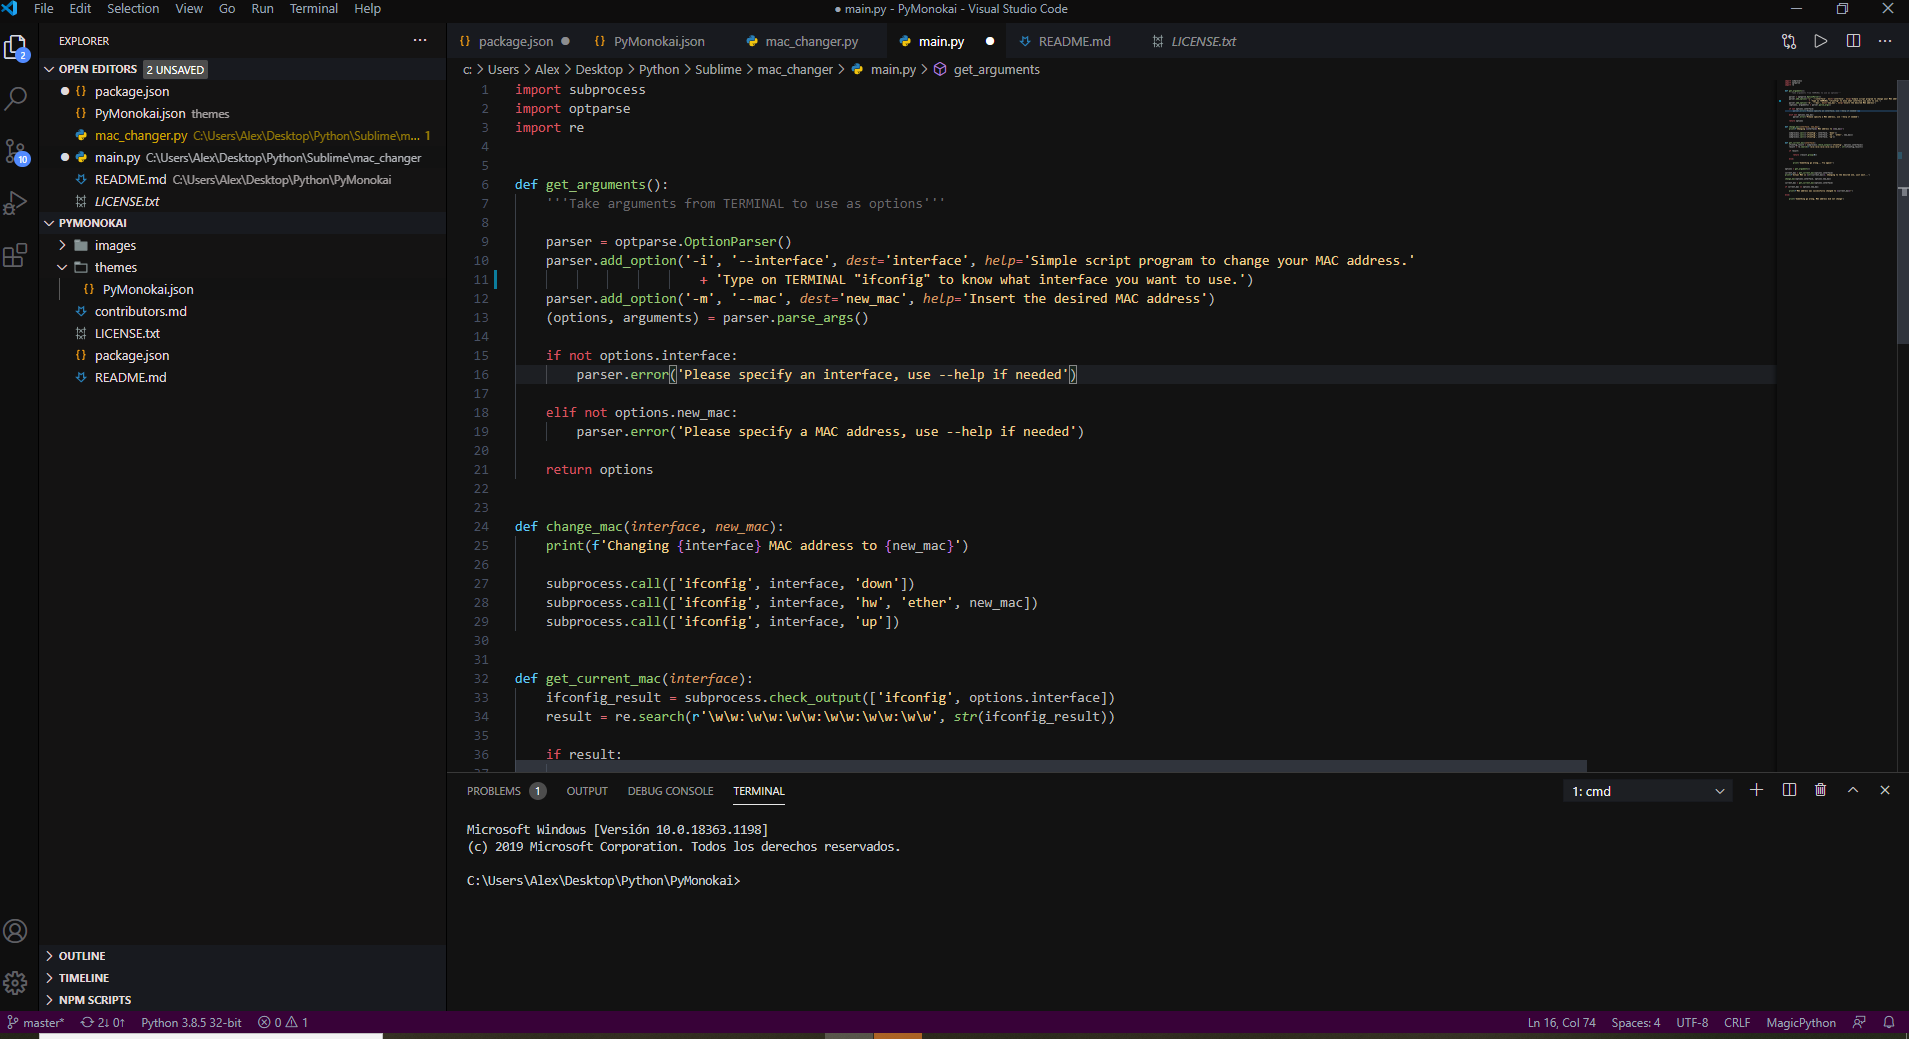 File Edit Selection View Go Run Terminal Help
● main.py - PyMonokai - Visual Studio Code
EXPLORER
OPEN EDITORS 2 UNSAVED
package.json
PyMonokai.json themes
mac_changer.py C:\Users\Alex\Desktop\Python\Sublime\m... 1
main.py C:\Users\Alex\Desktop\Python\Sublime\mac_changer
README.md C:\Users\Alex\Desktop\Python\PyMonokai
LICENSE.txt
PYMONOKAI
images
themes
{} PyMonokai.json
contributors.md
LICENSE.txt
{} package.json
README.md
OUTLINE
TIMELINE
NPM SCRIPTS
2
10
{} package.json ● {} PyMonokai.json mac_changer.py main.py ● README.md LICENSE.txt
c: > Users > Alex > Desktop > Python > Sublime > mac_changer > main.py > get_arguments
1 import subprocess
2 import optparse
3 import re
4
5
6 def get_arguments():
7 '''Take arguments from TERMINAL to use as options'''
8
9 parser = optparse.OptionParser()
10 parser.add_option('-i', '--interface', dest='interface', help='Simple script program to change your MAC address.'
11 + 'Type on TERMINAL "ifconfig" to know what interface you want to use.')
12 parser.add_option('-m', '--mac', dest='new_mac', help='Insert the desired MAC address')
13 (options, arguments) = parser.parse_args()
14
15 if not options.interface:
16 parser.error('Please specify an interface, use --help if needed')
17
18 elif not options.new_mac:
19 parser.error('Please specify a MAC address, use --help if needed')
20
21 return options
22
23
24 def change_mac(interface, new_mac):
25 print(f'Changing {interface} MAC address to {new_mac}')
26
27 subprocess.call(['ifconfig', interface, 'down'])
28 subprocess.call(['ifconfig', interface, 'hw', 'ether', new_mac])
29 subprocess.call(['ifconfig', interface, 'up'])
30
31
32 def get_current_mac(interface):
33 ifconfig_result = subprocess.check_output(['ifconfig', options.interface])
34 result = re.search(r'\w\w:\w\w:\w\w:\w\w:\w\w:\w\w', str(ifconfig_result))
35
36 if result:
37
PROBLEMS 1 OUTPUT DEBUG CONSOLE TERMINAL 1: cmd
Microsoft Windows [Versión 10.0.18363.1198]
(c) 2019 Microsoft Corporation. Todos los derechos reservados.
C:\Users\Alex\Desktop\Python\PyMonokai>
master* 2↓ 0↑ Python 3.8.5 32-bit 0 1 Ln 16, Col 74 Spaces: 4 UTF-8 CRLF MagicPython